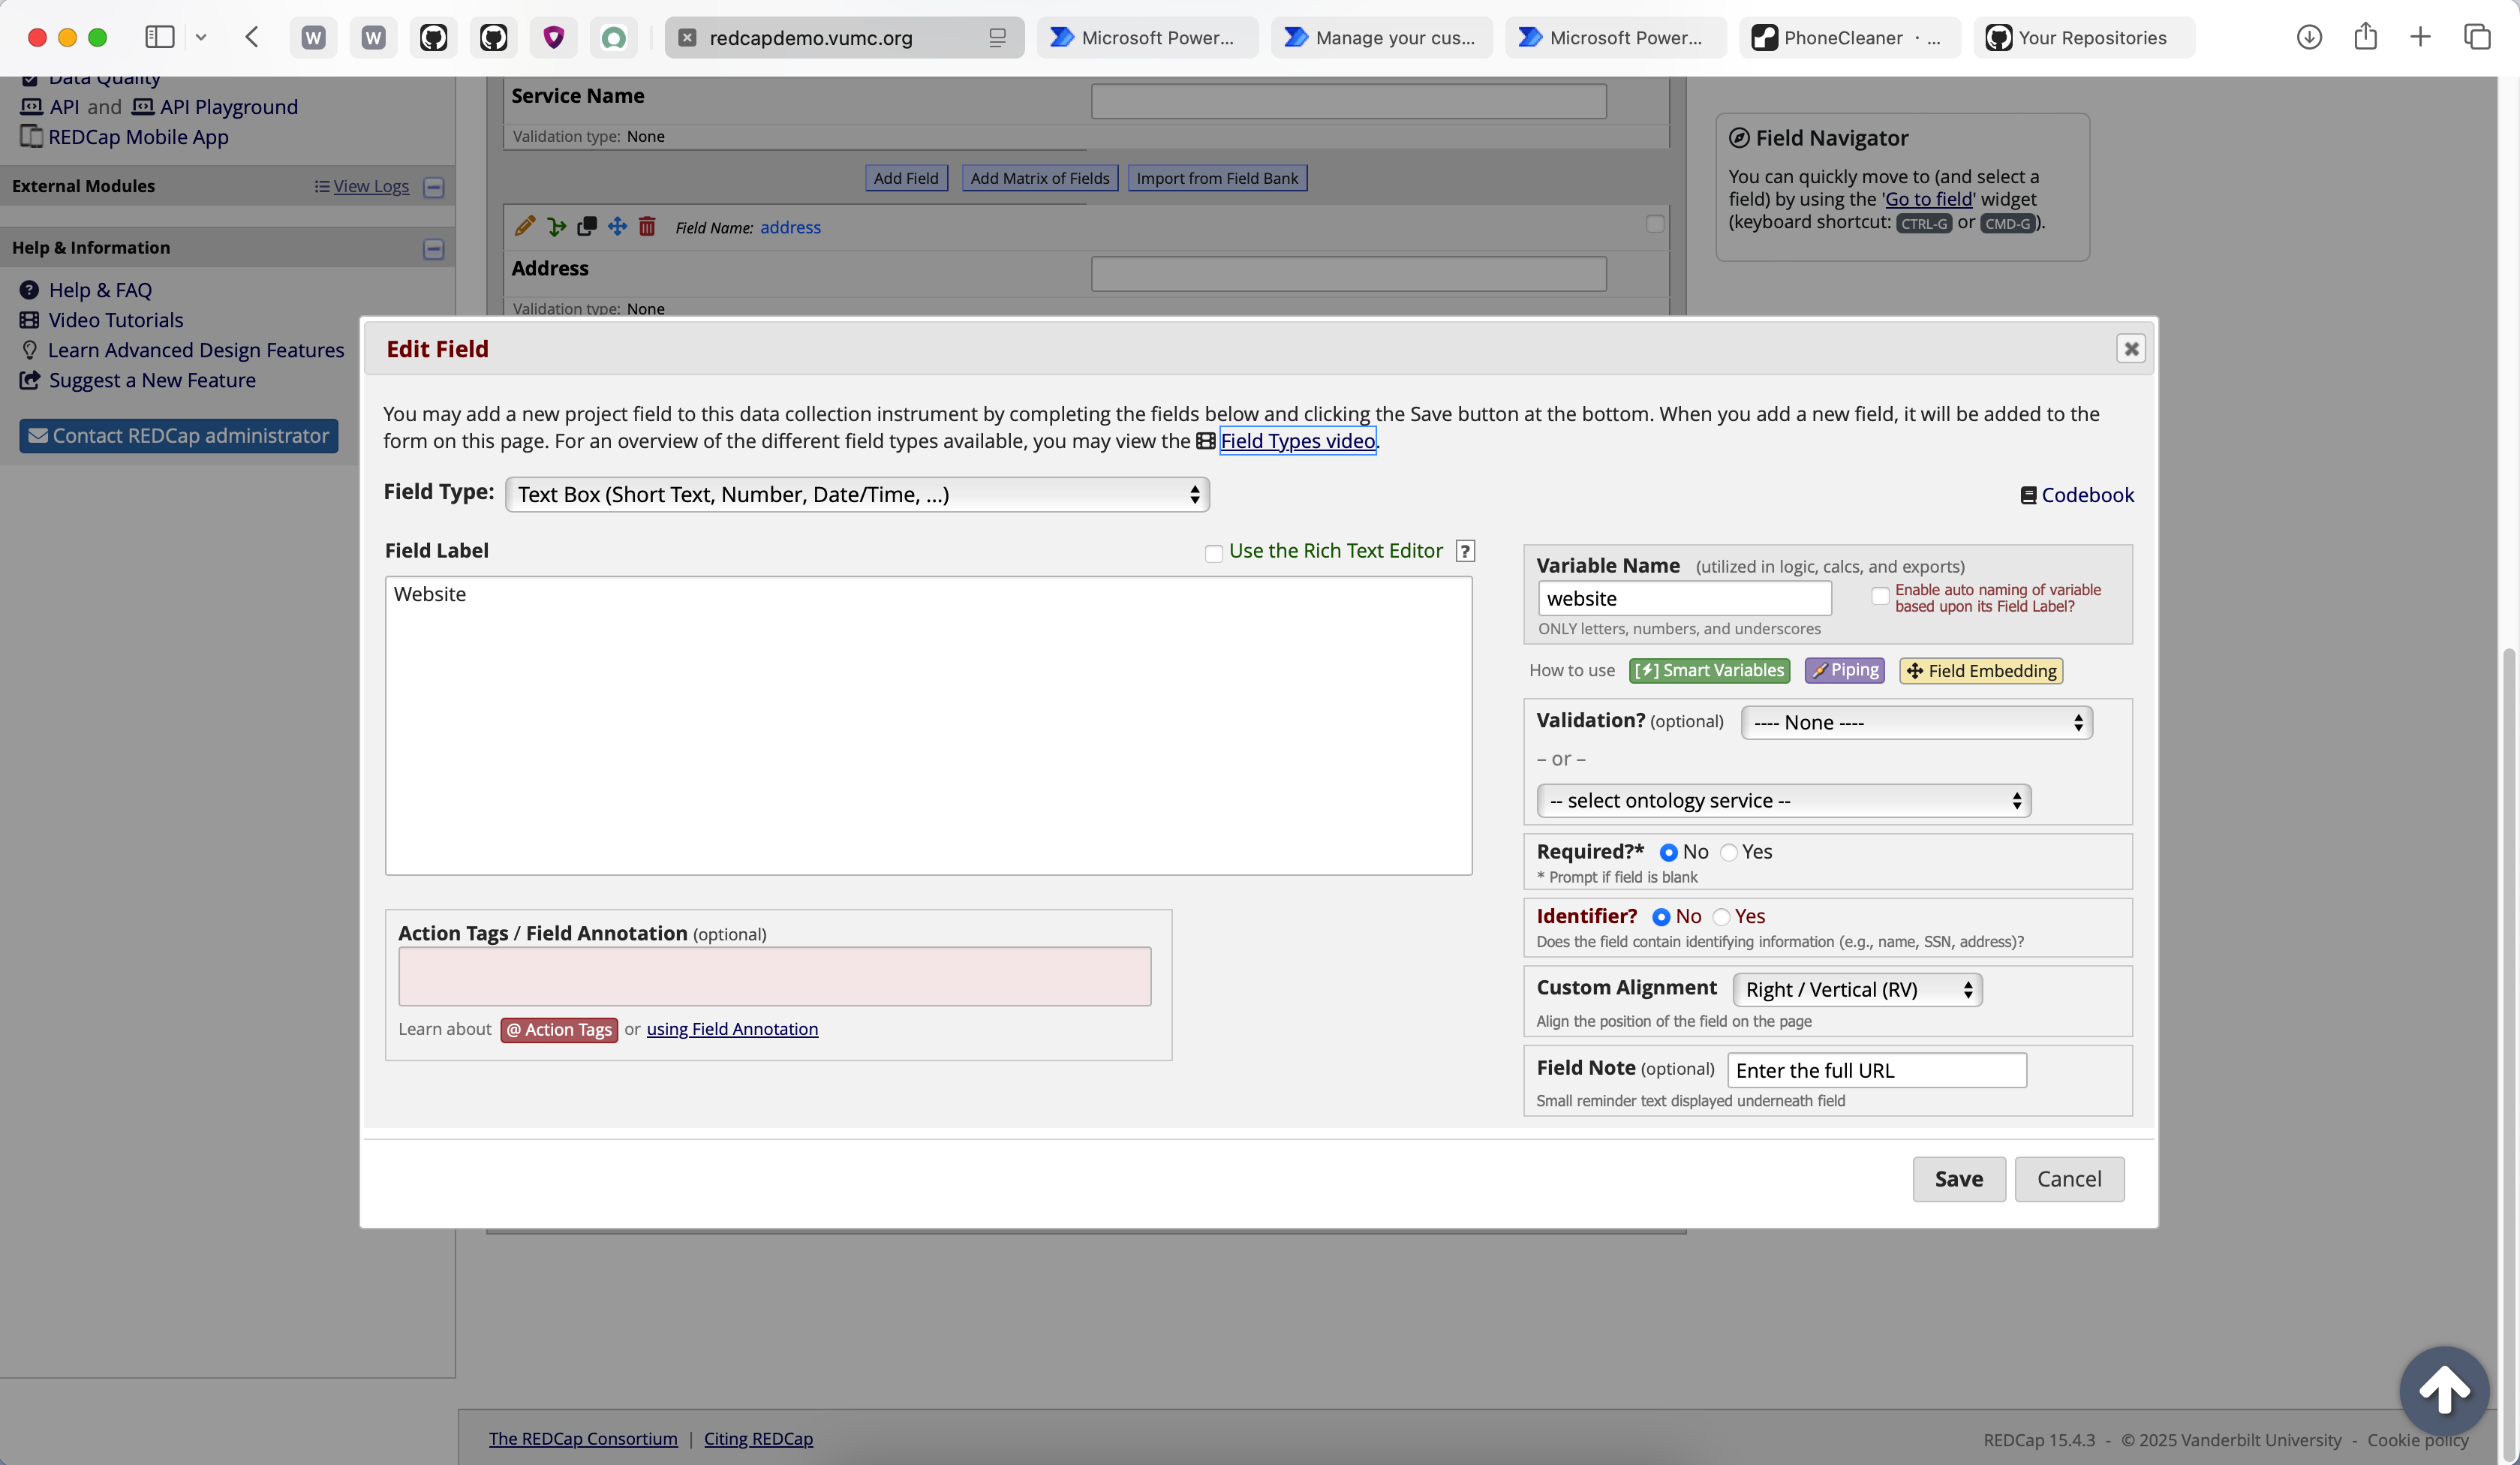 W
W
redcapdemo.vumc.org
Microsoft Power...
Manage your cus...
Microsoft Power...
PhoneCleaner · ...
Your Repositories
Data Quality
API and API Playground
REDCap Mobile App
External Modules
View Logs
Help & Information
Help & FAQ
Video Tutorials
Learn Advanced Design Features
Suggest a New Feature
Contact REDCap administrator
Service Name
Validation type: None
Add Field
Add Matrix of Fields
Import from Field Bank
Field Name: address
Address
Validation type: None
Field Navigator
You can quickly move to (and select a
field) by using the 'Go to field' widget
(keyboard shortcut: CTRL-G or CMD-G).
Edit Field
You may add a new project field to this data collection instrument by completing the fields below and clicking the Save button at the bottom. When you add a new field, it will be added to the
form on this page. For an overview of the different field types available, you may view the Field Types video.
Field Type: Text Box (Short Text, Number, Date/Time, ...)
Codebook
Field Label
Use the Rich Text Editor ?
Website
Action Tags / Field Annotation (optional)
Learn about @ Action Tags or using Field Annotation
Variable Name (utilized in logic, calcs, and exports)
website
Enable auto naming of variable
based upon its Field Label?
ONLY letters, numbers, and underscores
How to use [⚡] Smart Variables Piping Field Embedding
Validation? (optional) ---- None ----
– or –
-- select ontology service --
Required?* No Yes
* Prompt if field is blank
Identifier? No Yes
Does the field contain identifying information (e.g., name, SSN, address)?
Custom Alignment Right / Vertical (RV)
Align the position of the field on the page
Field Note (optional) Enter the full URL
Small reminder text displayed underneath field
Save
Cancel
The REDCap Consortium | Citing REDCap
REDCap 15.4.3 - © 2025 Vanderbilt University - Cookie policy